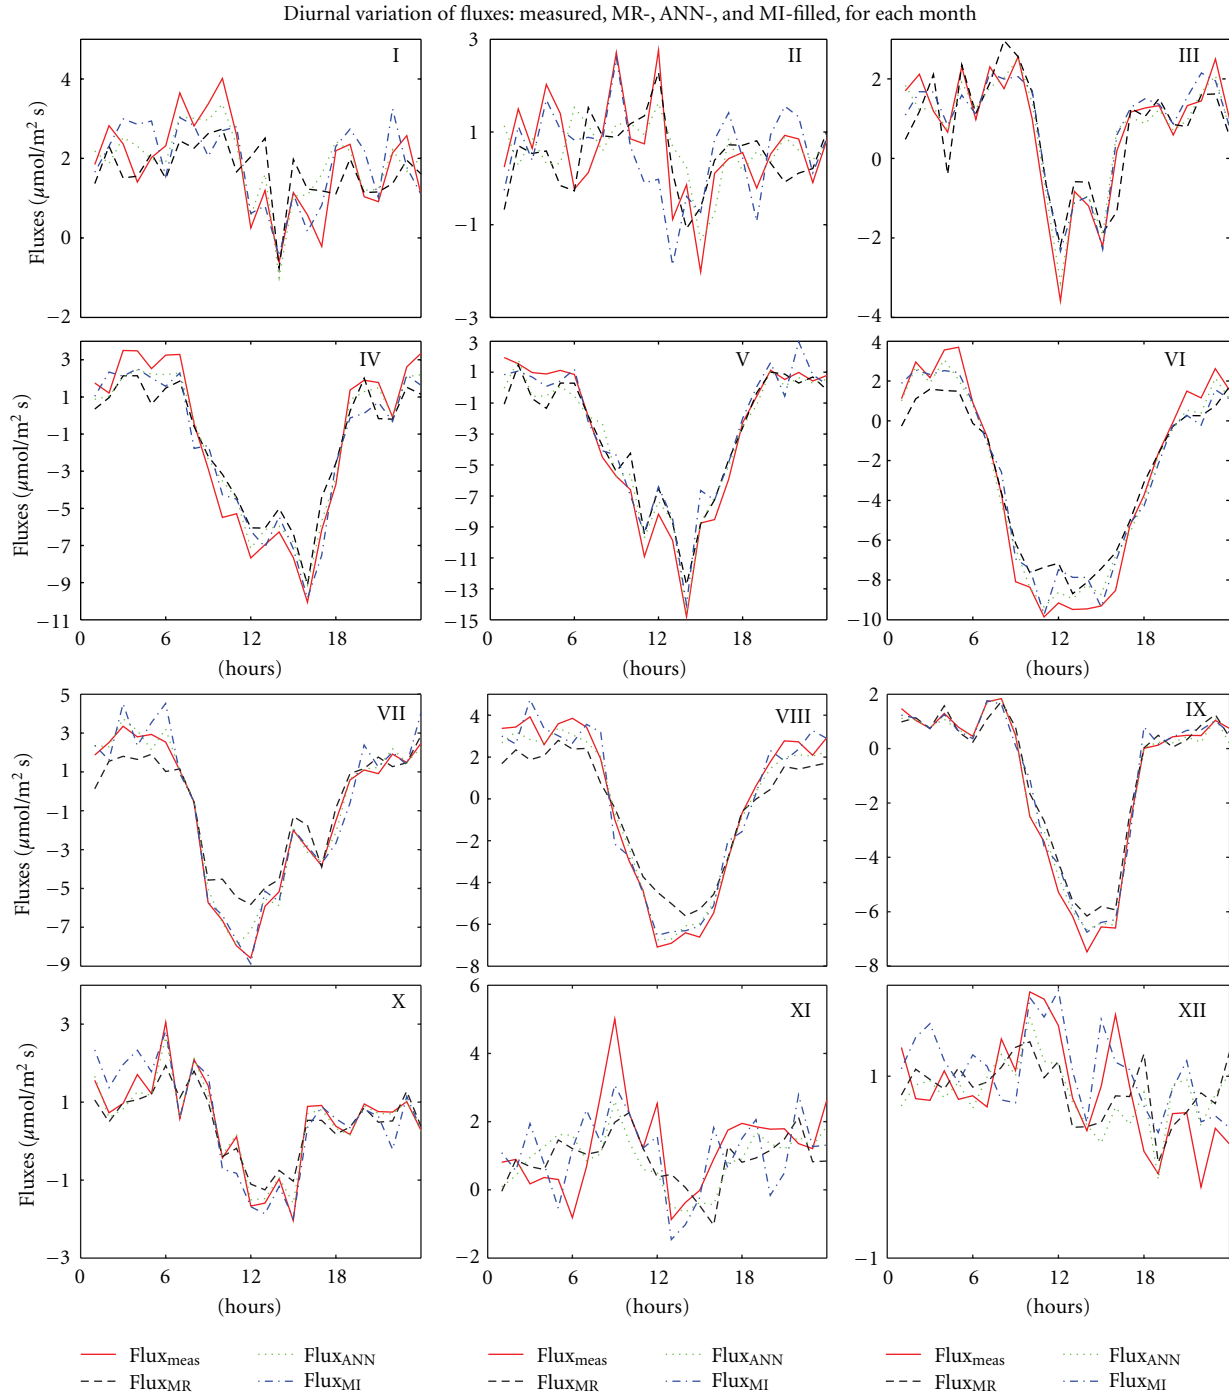 Diurnal variation of fluxes: measured, MR-, ANN-, and MI-filled, for each month
I
4
2
0
−2
Fluxes (μmol/m² s)
II
3
1
−1
−3
III
2
0
−2
−4
IV
3
1
−1
−3
−5
−7
−9
−11
Fluxes (μmol/m² s)
0 6 12 18
(hours)
V
3
1
−1
−3
−5
−7
−9
−11
−13
−15
0 6 12 18
(hours)
VI
4
2
0
−2
−4
−6
−8
−10
0 6 12 18
(hours)
VII
5
3
1
−1
−3
−5
−7
−9
Fluxes (μmol/m² s)
VIII
4
2
0
−2
−4
−6
−8
IX
2
0
−2
−4
−6
−8
X
3
1
−1
−3
Fluxes (μmol/m² s)
0 6 12 18
(hours)
XI
6
4
2
0
−2
0 6 12 18
(hours)
XII
1
−1
0 6 12 18
(hours)
Flux_meas Flux_ANN Flux_meas Flux_ANN Flux_meas Flux_ANN
Flux_MR Flux_MI Flux_MR Flux_MI Flux_MR Flux_MI